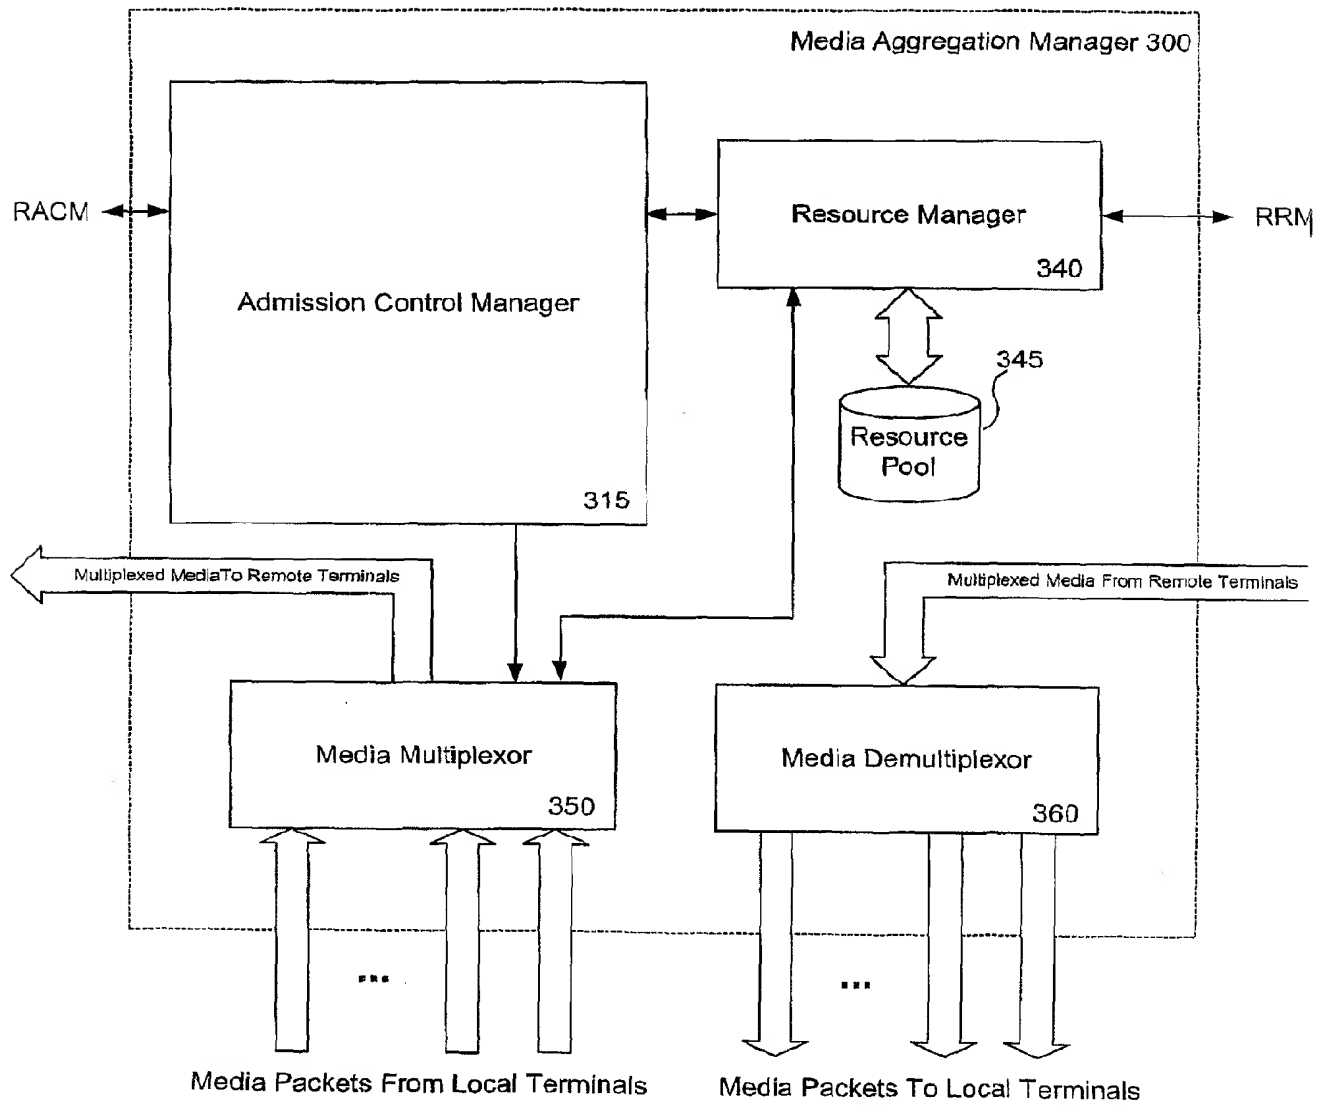 Media Aggregation Manager 300
RACM
Resource Manager
RRM
340
Admission Control Manager
345
Resource
Pool
315
Multiplexed MediaTo Remote Terminals
Multiplexed Media From Remote Terminals
Media Multiplexor
350
Media Demultiplexor
360
...
...
Media Packets From Local Terminals
Media Packets To Local Terminals